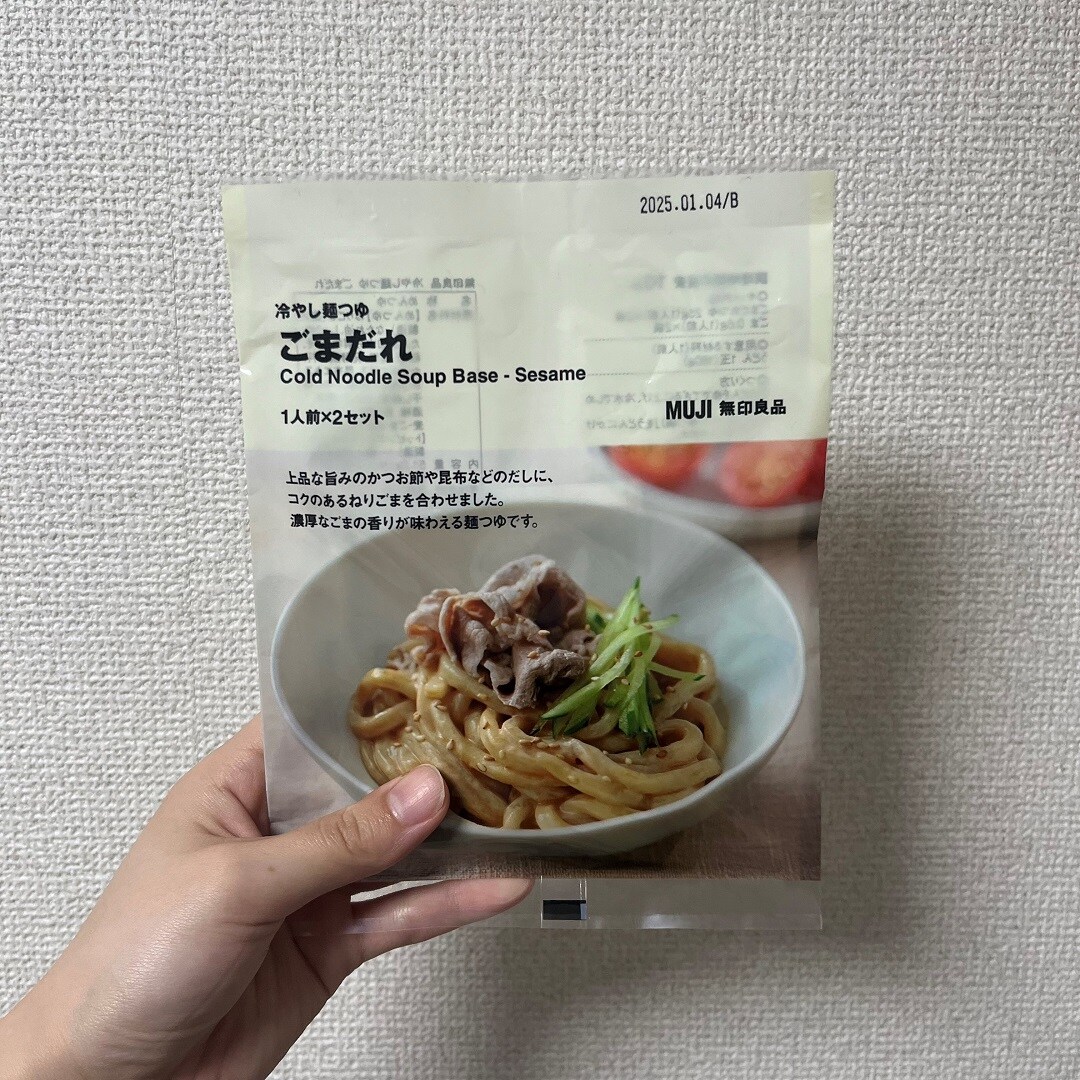 2025.01.04/B
冷やし麺つゆ
ごまだれ
Cold Noodle Soup Base - Sesame
1人前×2セット
MUJI 無印良品
上品な旨みのかつお節や昆布などのだしに、
コクのあるねりごまを合わせました。
濃厚なごまの香りが味わえる麺つゆです。